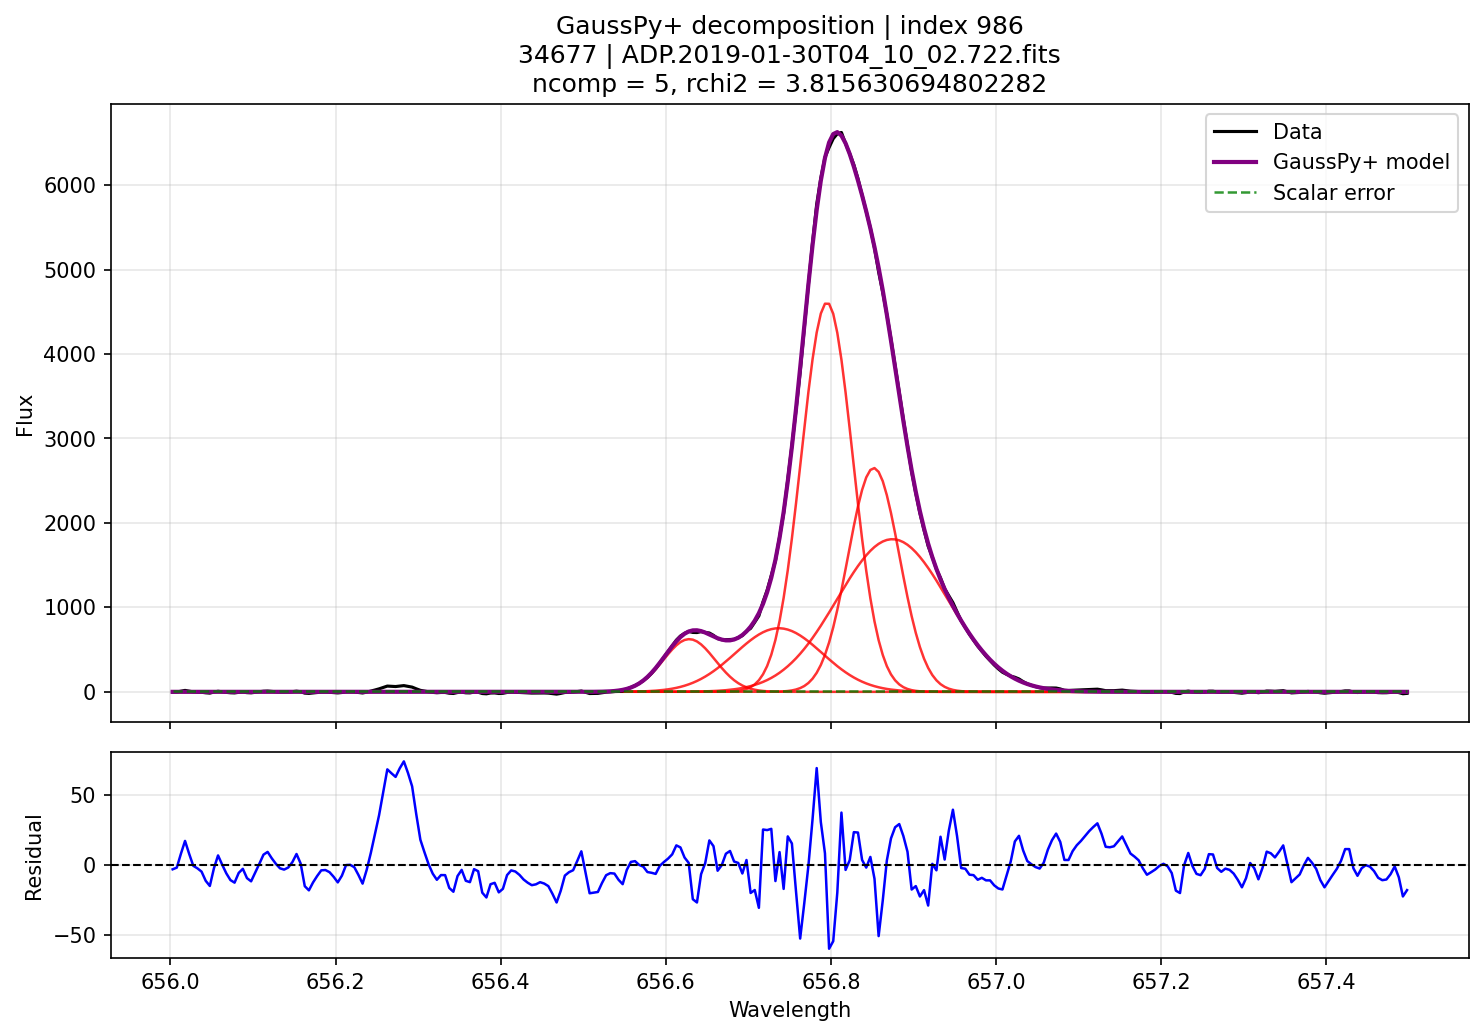 GaussPy+ decomposition | index 986
34677 | ADP.2019-01-30T04_10_02.722.fits
ncomp = 5, rchi2 = 3.815630694802282
Data
GaussPy+ model
Scalar error
Flux
6000
5000
4000
3000
2000
1000
0
Residual
50
0
−50
656.0 656.2 656.4 656.6 656.8 657.0 657.2 657.4
Wavelength